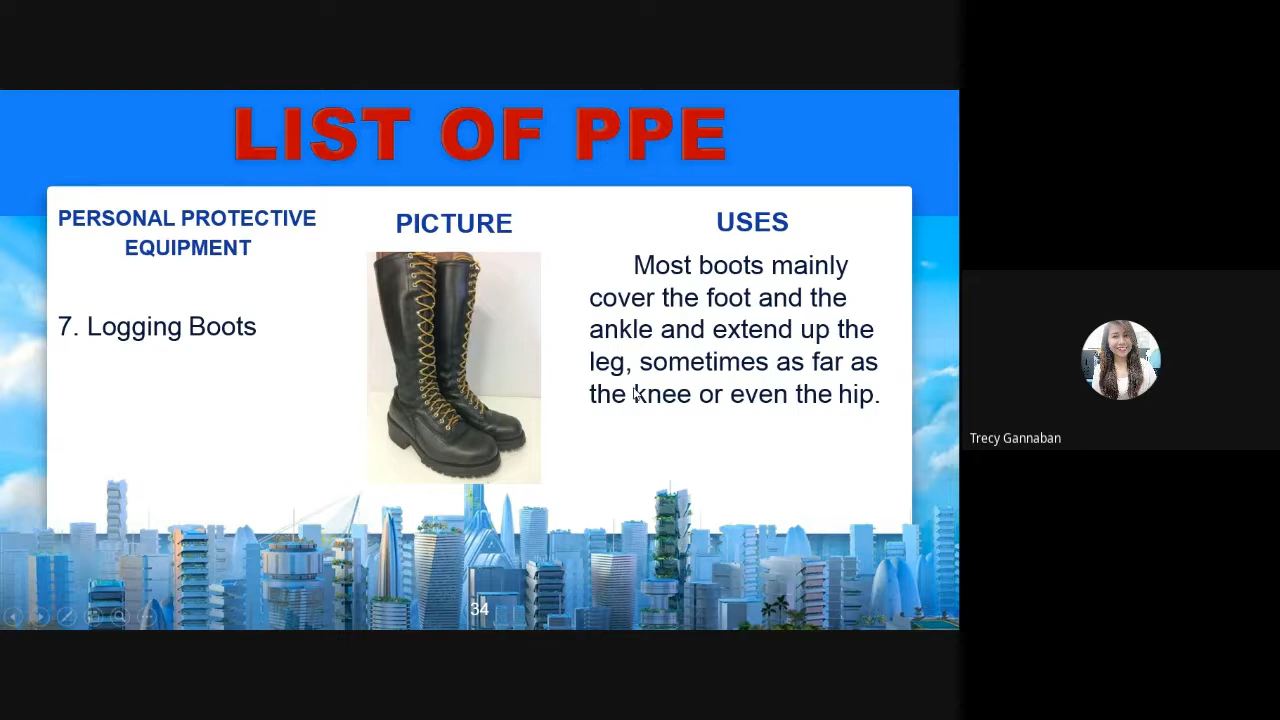 LIST OF PPE
PERSONAL PROTECTIVE
EQUIPMENT
PICTURE
USES
7. Logging Boots
Most boots mainly
cover the foot and the
ankle and extend up the
leg, sometimes as far as
the knee or even the hip.
34
Trecy Gannaban